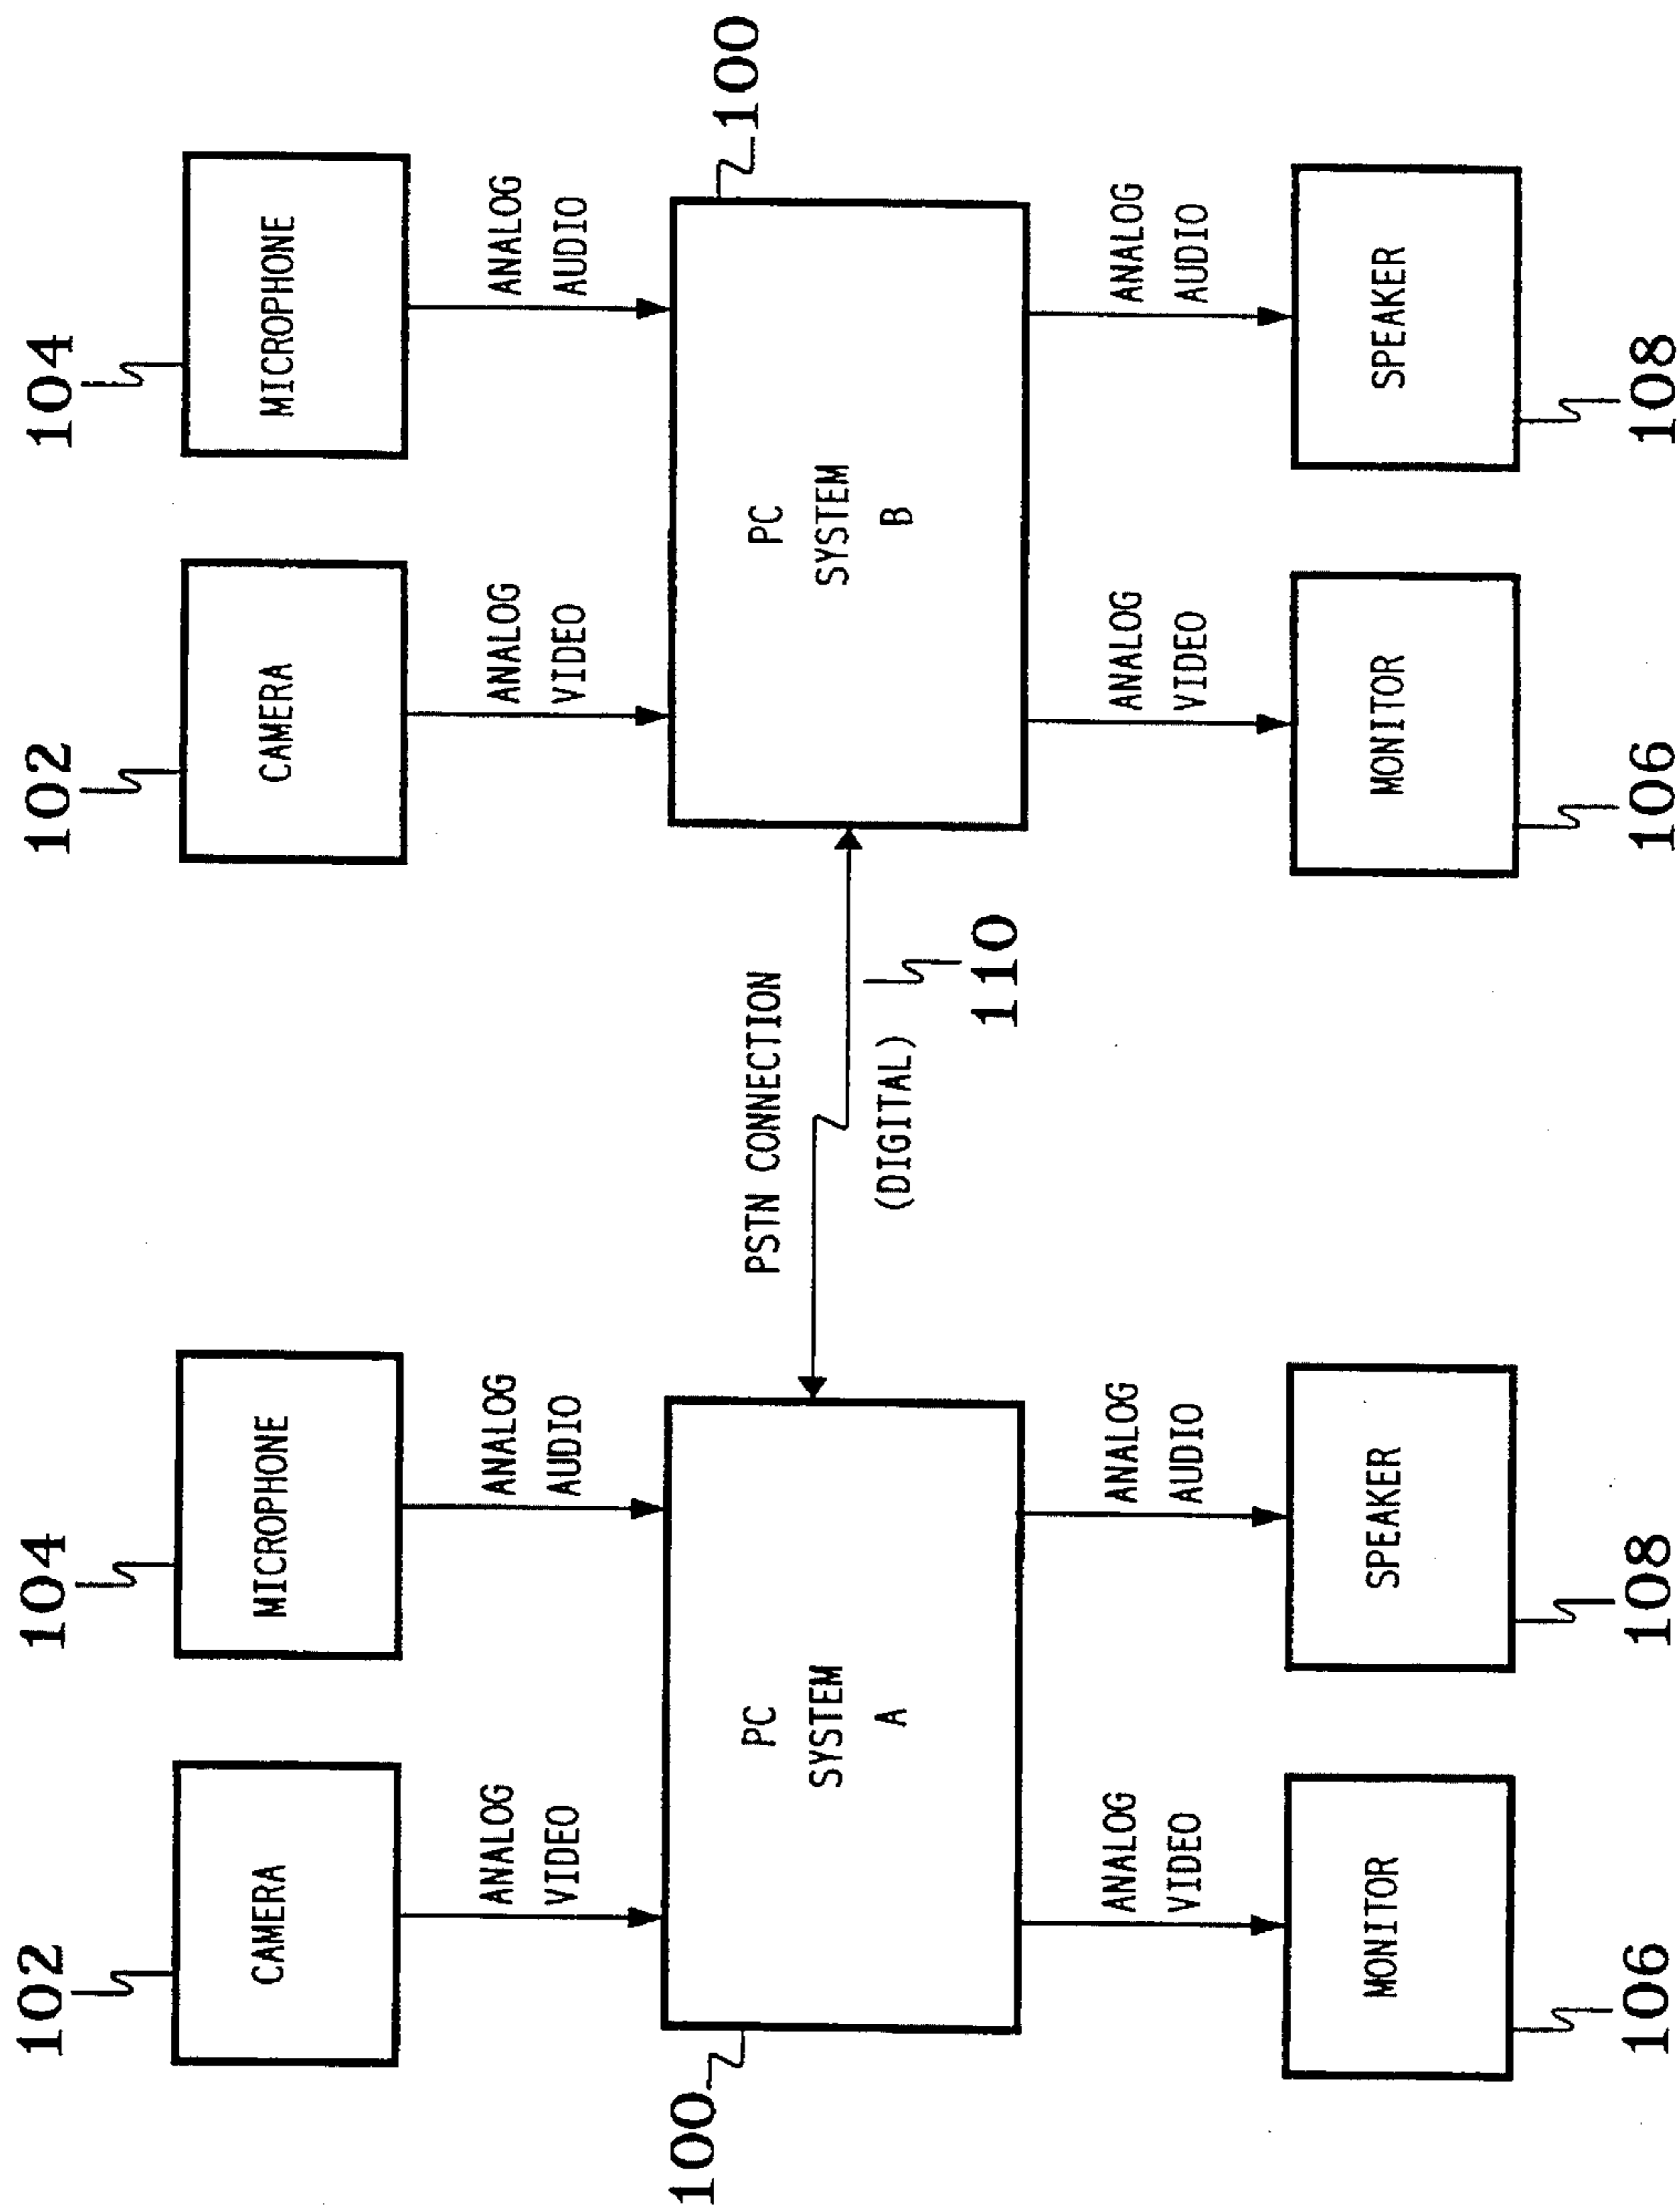 102
104
102
104
CAMERA
MICROPHONE
CAMERA
MICROPHONE
ANALOG
VIDEO
ANALOG
AUDIO
ANALOG
VIDEO
ANALOG
AUDIO
100
PC
SYSTEM
A
PSTN CONNECTION
(DIGITAL)
110
PC
SYSTEM
B
100
ANALOG
VIDEO
ANALOG
AUDIO
ANALOG
VIDEO
ANALOG
AUDIO
MONITOR
SPEAKER
MONITOR
SPEAKER
106
108
106
108